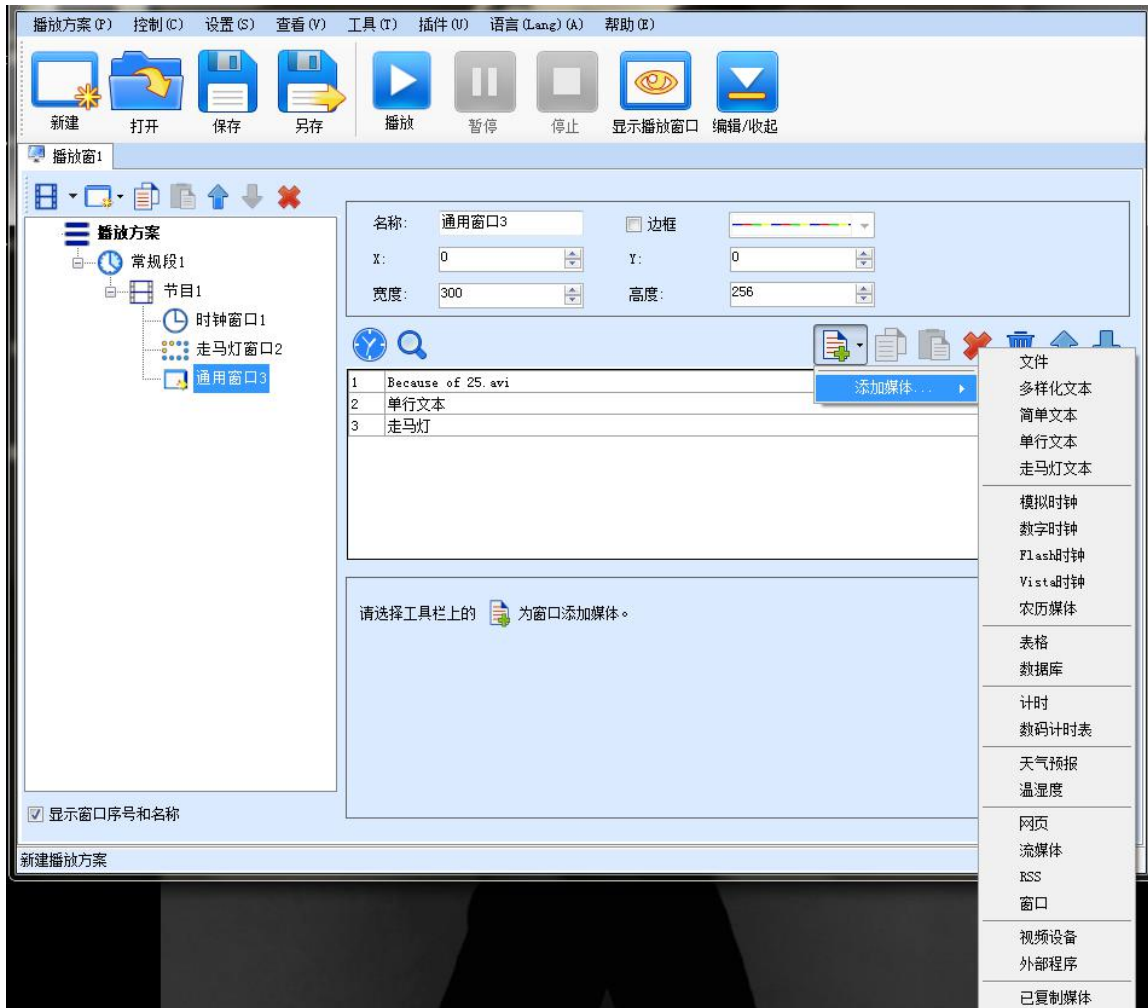 播放方案(P) 控制(C) 设置(S) 查看(V) 工具(T) 插件(U) 语言(Lang)(A) 帮助(E)
新建 打开 保存 另存 播放 暂停 停止 显示播放窗口 编辑/收起
播放窗1
播放方案
常规段1
节目1
时钟窗口1
走马灯窗口2
通用窗口3
名称: 通用窗口3 边框
X: 0 Y: 0
宽度: 300 高度: 256
1 Because of 25.avi
2 单行文本
3 走马灯
添加媒体...
文件
多样化文本
简单文本
单行文本
走马灯文本
模拟时钟
数字时钟
Flash时钟
Vista时钟
农历媒体
表格
数据库
计时
数码计时表
天气预报
温湿度
网页
流媒体
RSS
窗口
视频设备
外部程序
已复制媒体
请选择工具栏上的 为窗口添加媒体。
显示窗口序号和名称
新建播放方案